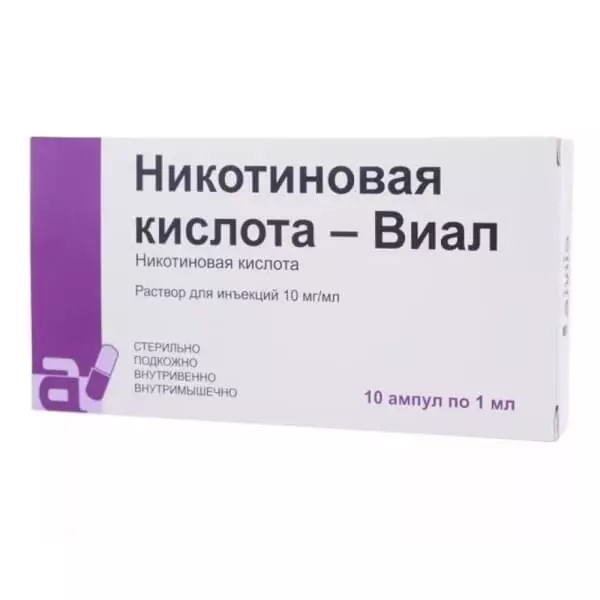 Никотиновая
кислота – Виал
Никотиновая кислота
Раствор для инъекций 10 мг/мл
СТЕРИЛЬНО
ПОДКОЖНО
ВНУТРИВЕННО
ВНУТРИМЫШЕЧНО
10 ампул по 1 мл
a
alvila